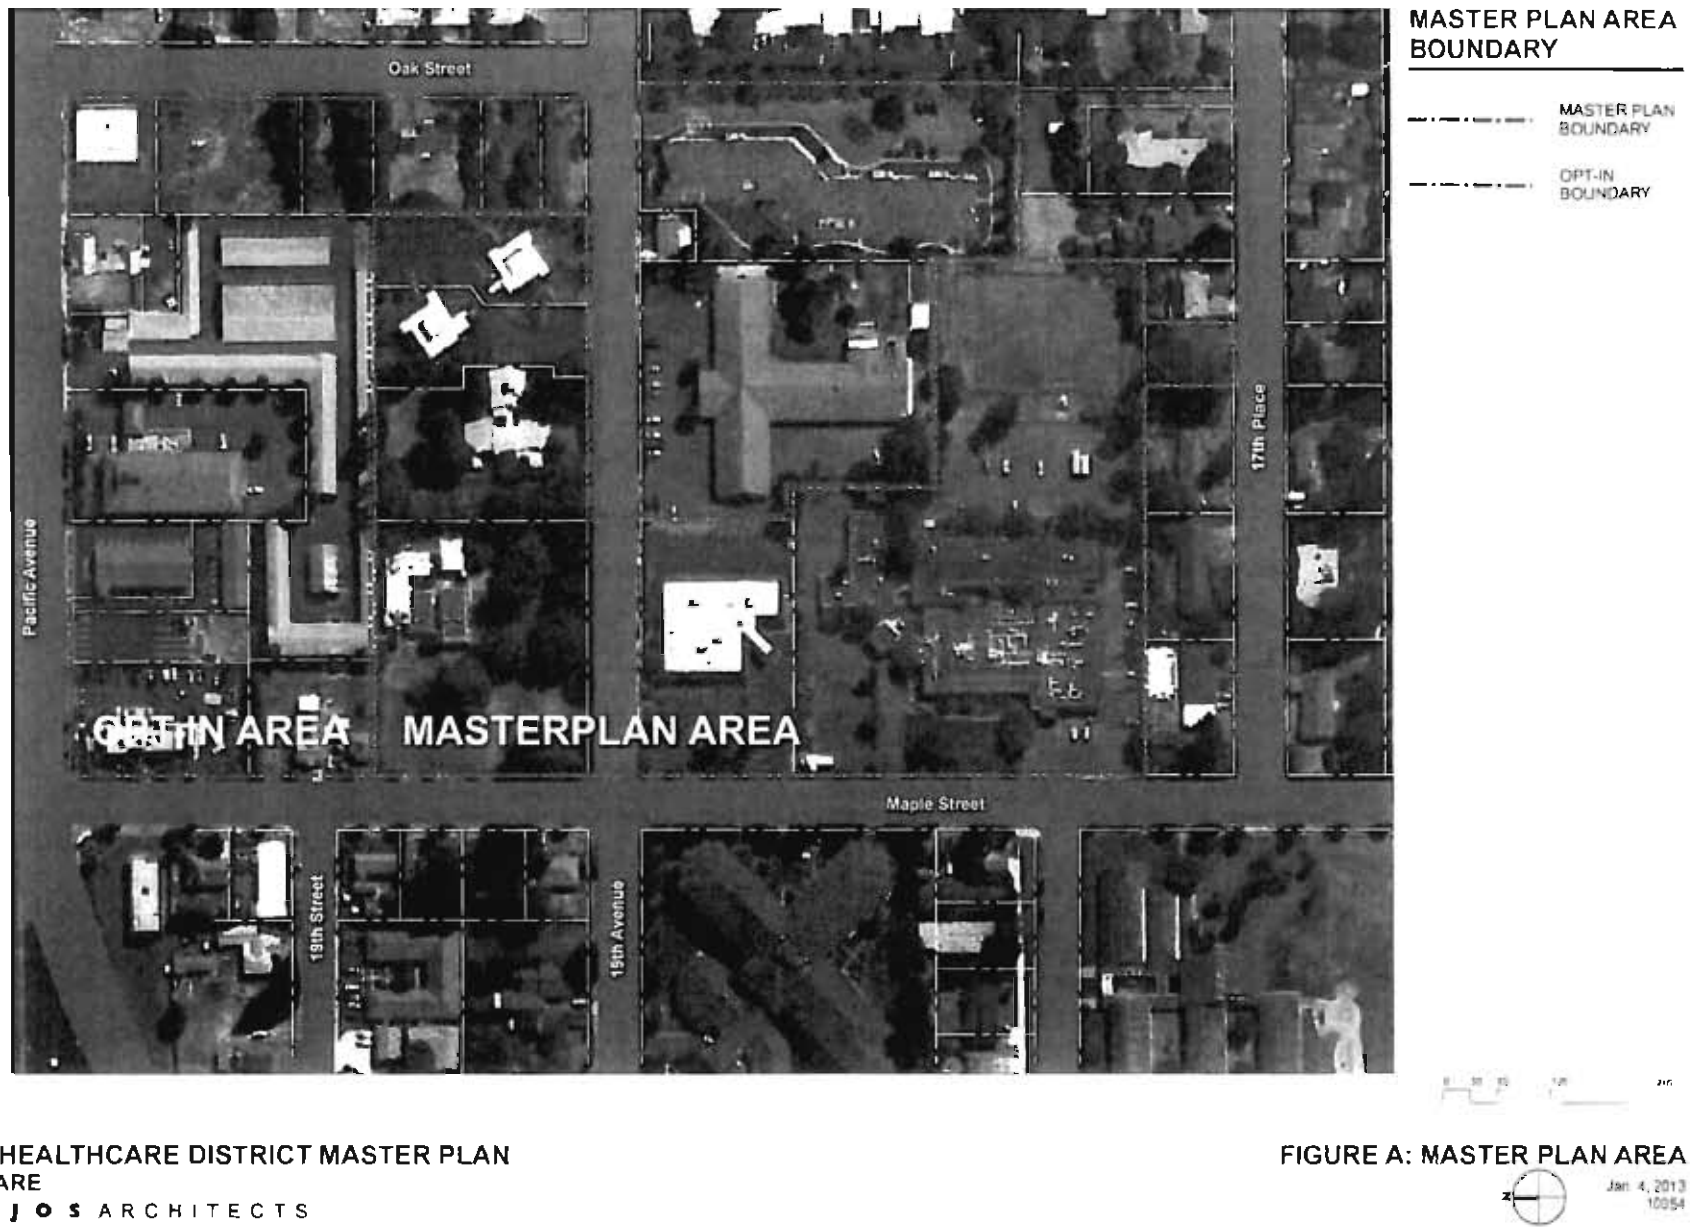 MASTER PLAN AREA
BOUNDARY
MASTER PLAN
BOUNDARY
OPT-IN
BOUNDARY
Oak Street
17th Place
Pacific Avenue
OPT-IN AREA
MASTERPLAN AREA
Maple Street
19th Street
15th Avenue
HEALTHCARE DISTRICT MASTER PLAN
ARE
JOS ARCHITECTS
FIGURE A: MASTER PLAN AREA
N
Jan. 4, 2013